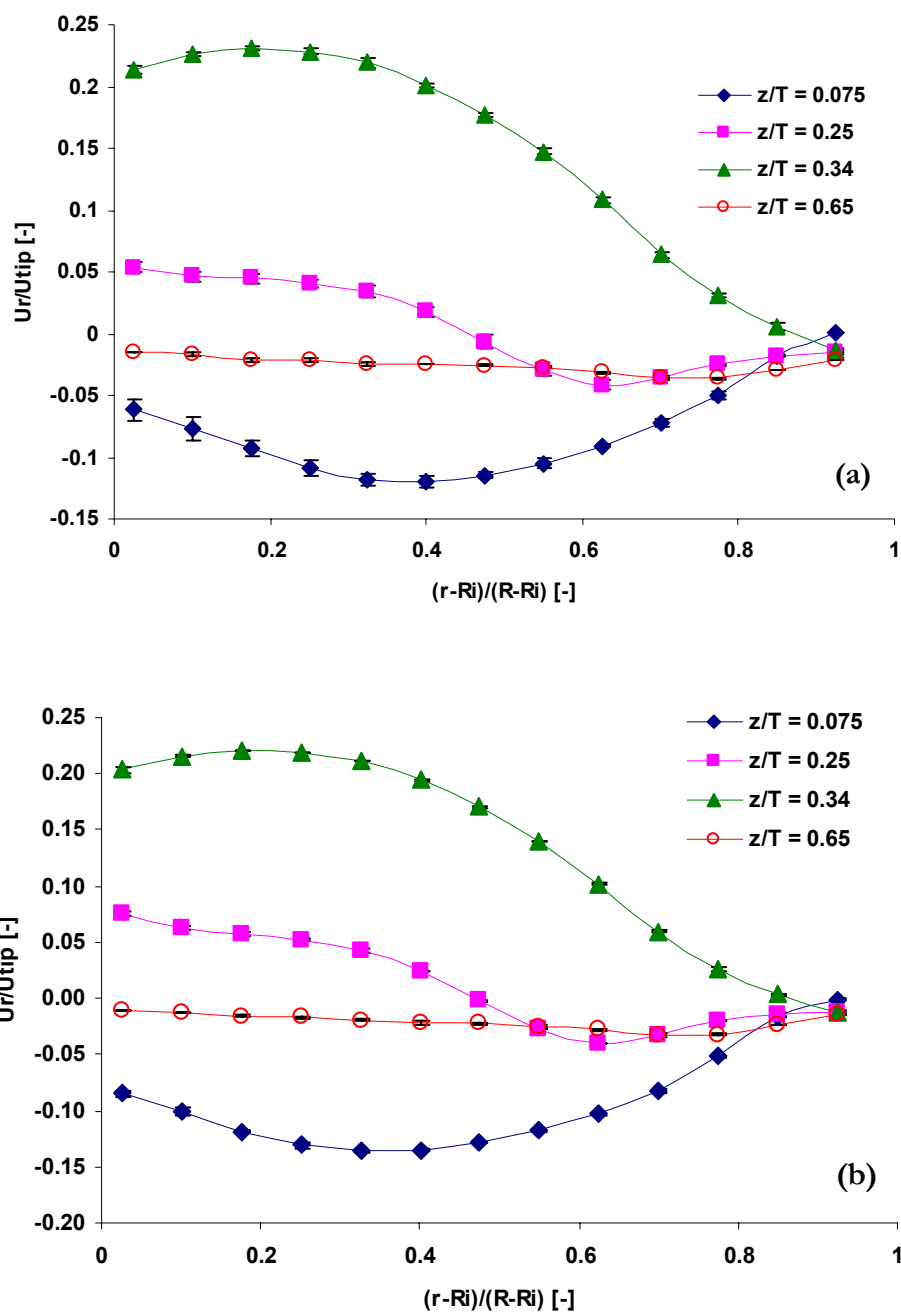 0.25
0.2
0.15
0.1
0.05
0
-0.05
-0.1
-0.15
Ur/Utip [-]
z/T = 0.075
z/T = 0.25
z/T = 0.34
z/T = 0.65
(a)
0 0.2 0.4 0.6 0.8 1
(r-Ri)/(R-Ri) [-]
0.25
0.20
0.15
0.10
0.05
0.00
-0.05
-0.10
-0.15
-0.20
Ur/Utip [-]
z/T = 0.075
z/T = 0.25
z/T = 0.34
z/T = 0.65
(b)
0 0.2 0.4 0.6 0.8 1
(r-Ri)/(R-Ri) [-]